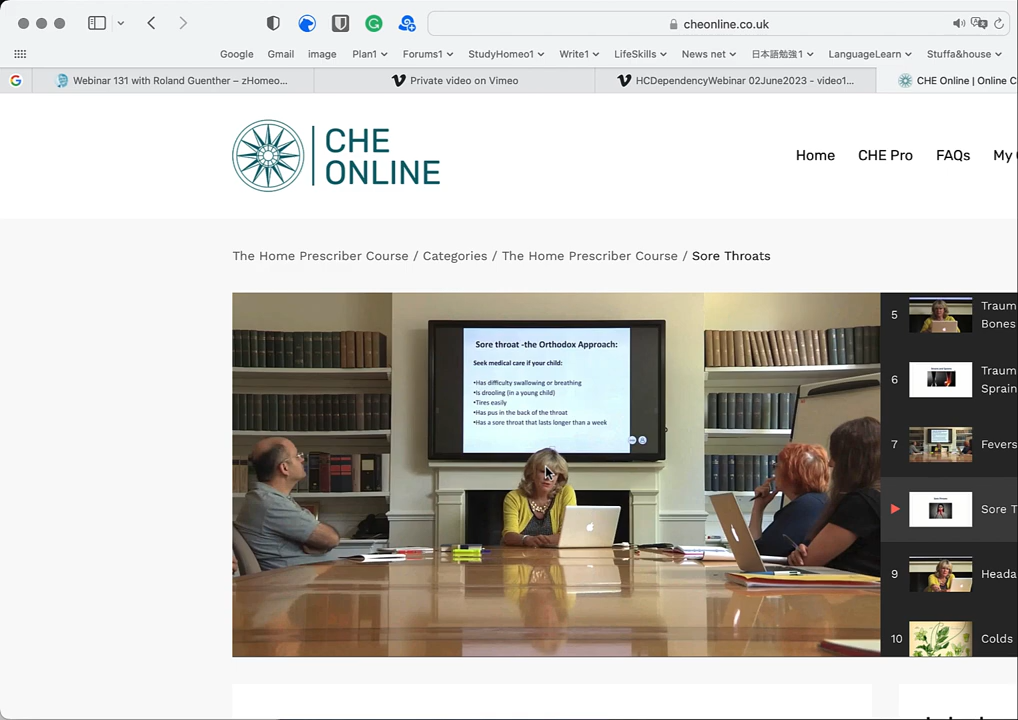 cheonline.co.uk
Google Gmail image Plan1 Forums1 StudyHomeo1 Write1 LifeSkills News net 日本語勉強1 LanguageLearn Stuffa&house
Webinar 131 with Roland Guenther – zHomeo... Private video on Vimeo HCDependencyWebinar 02June2023 - video1... CHE Online | Online C
CHE
ONLINE
Home CHE Pro FAQs My
The Home Prescriber Course / Categories / The Home Prescriber Course / Sore Throats
Sore throat -the Orthodox Approach:
Seek medical care if your child:
•Has difficulty swallowing or breathing
•Is drooling (in a young child)
•Tires easily
•Has pus in the back of the throat
•Has a sore throat that lasts longer than a week
5 Traum
Bones
6 Traum
Sprain
7 Fevers
Sore T
9 Heada
10 Colds